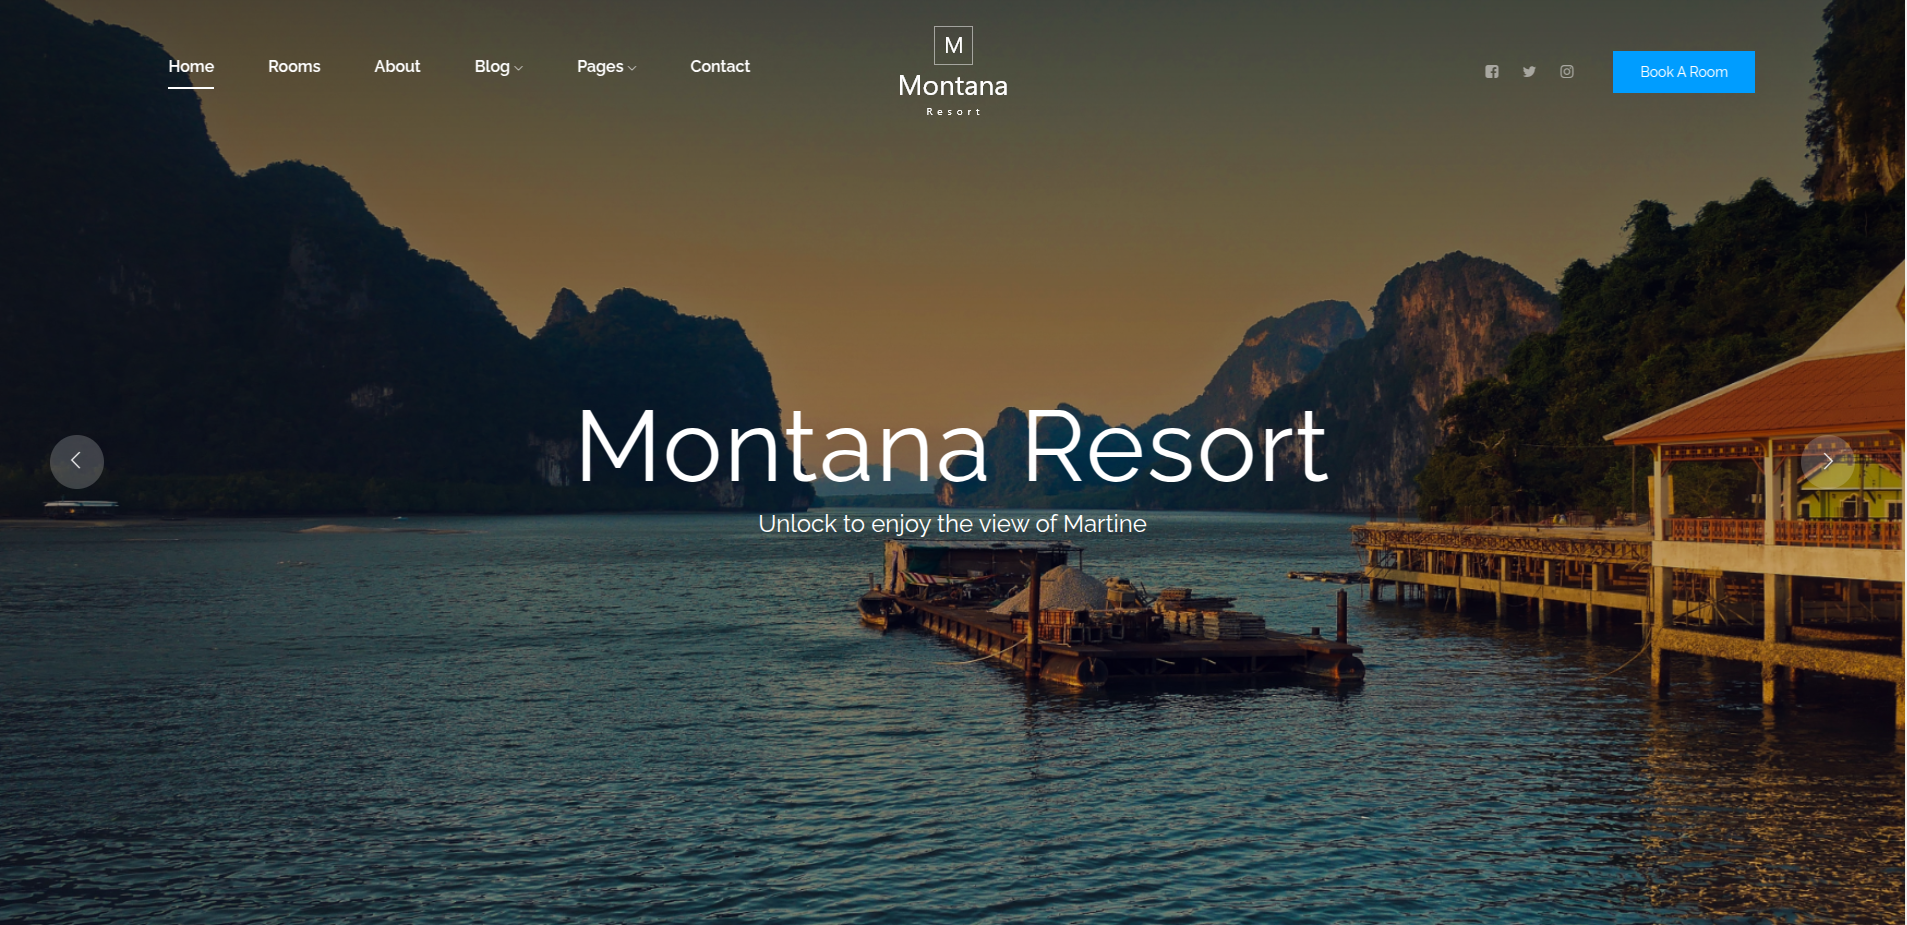 Home Rooms About Blog Pages Contact
M
Montana
Resort
Book A Room
Montana Resort
Unlock to enjoy the view of Martine